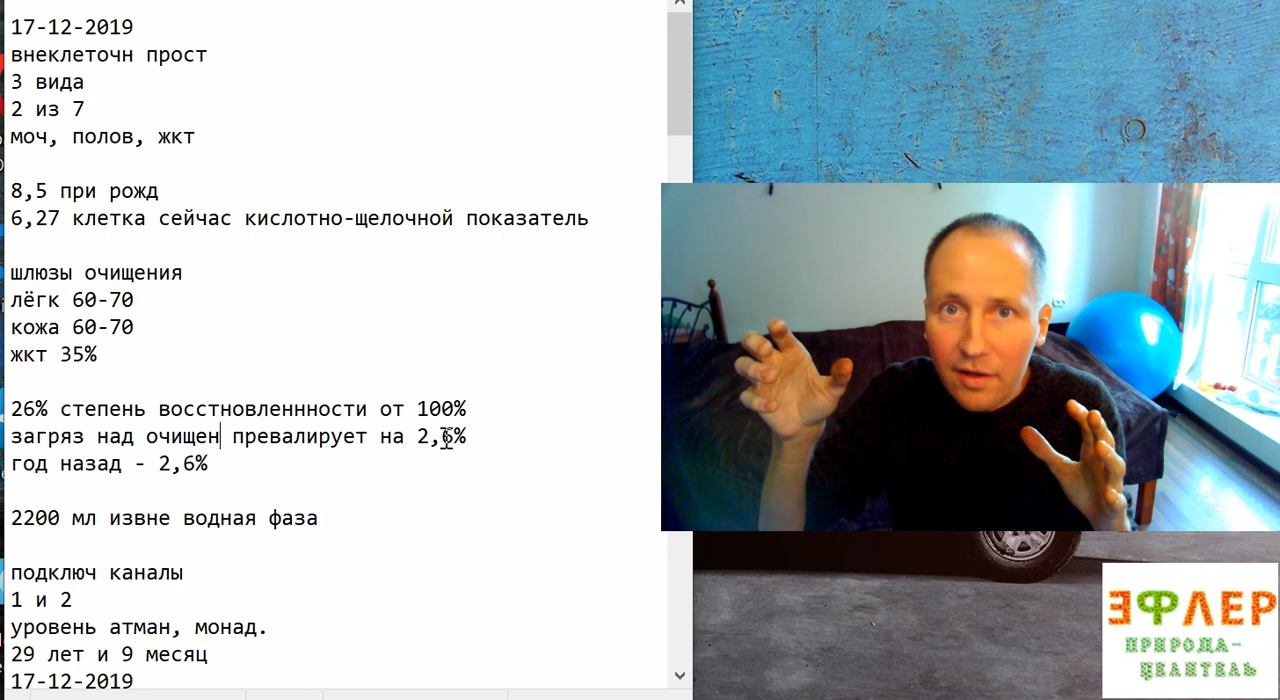 17-12-2019
внеклеточн прост
3 вида
2 из 7
моч, полов, жкт
8,5 при рожд
6,27 клетка сейчас кислотно-щелочной показатель
шлюзы очищения
лёгк 60-70
кожа 60-70
жкт 35%
26% степень восстновленнности от 100%
загряз над очищен превалирует на 2,6%
год назад - 2,6%
2200 мл извне водная фаза
подключ каналы
1 и 2
уровень атман, монад.
29 лет и 9 месяц
17-12-2019
ЭФЛЕР
ПРИРОДА-
ЦЕЛИТЕЛЬ